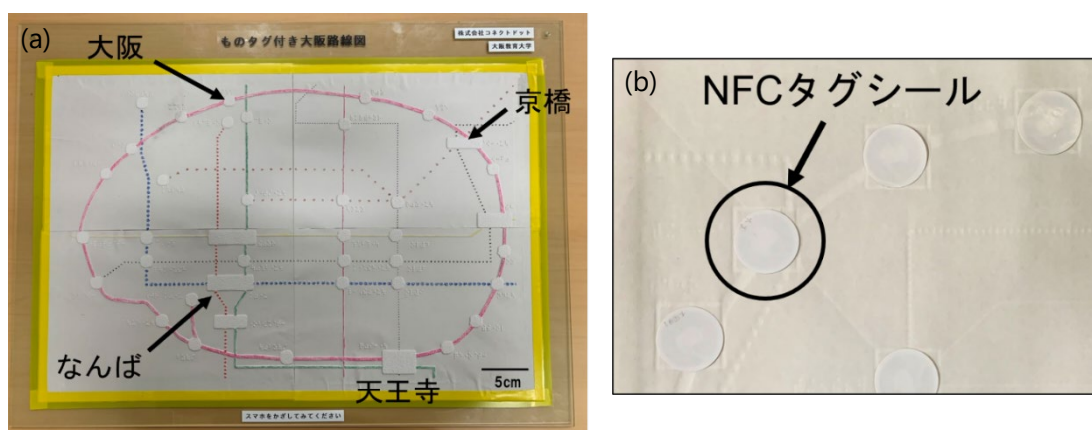 (a)
ものタグ付き大阪路線図
株式会社コネクトドット
大阪教育大学
大阪
京橋
なんば
天王寺
5cm
スマホをかざしてみてください
(b)
NFCタグシール